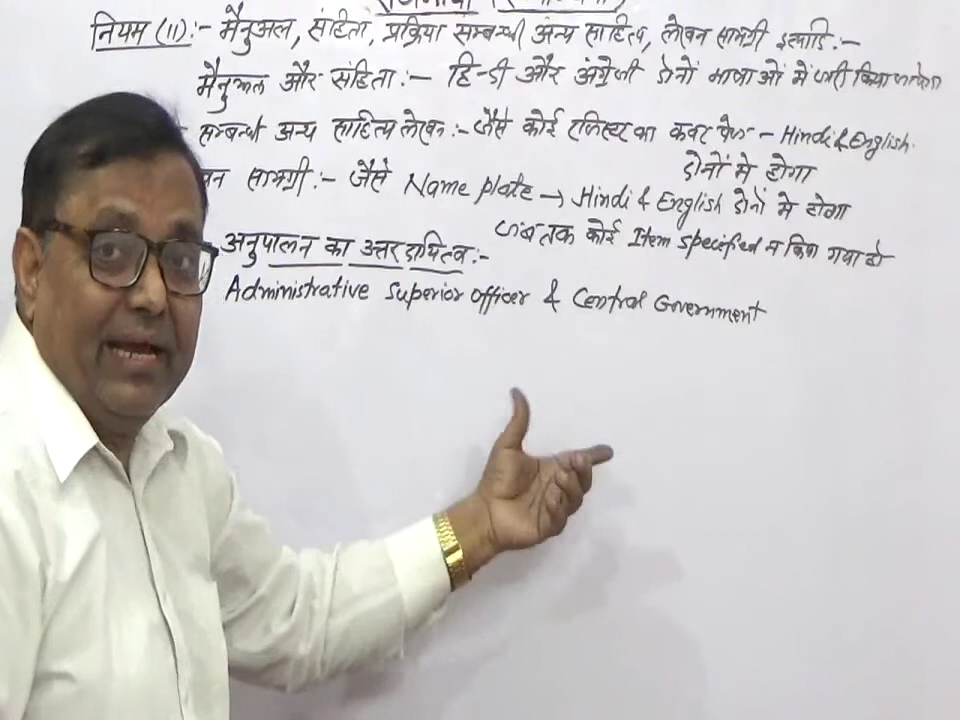 नियम (11):- मैनुअल, संहिता, प्रक्रिया सम्बन्धी अन्य साहित्य, लेखन सामग्री इत्यादि:-
मैनुअल और संहिता:- हिन्दी और अंग्रेजी दोनों भाषाओं में जारी किया जायेगा
सम्बन्धी अन्य साहित्य लेखन:- जैसे कोई रजिस्टर का कवर पेज - Hindi & English.
दोनों मे होगा
सामग्री:- जैसे Name plate → Hindi & English दोनों मे होगा
जब तक कोई Item specified न किया गया हो
अनुपालन का उत्तरदायित्व:-
Administrative Superior officer & Central Government